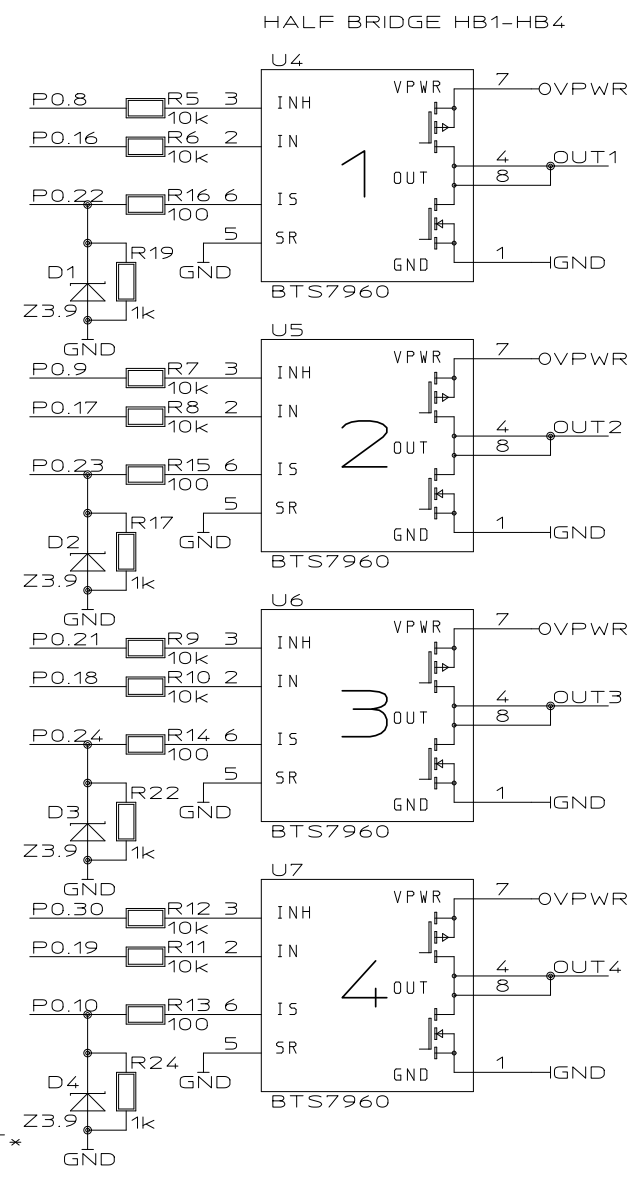 HALF BRIDGE HB1-HB4
U4
P0.8 R5 3 INH VPWR 7 VPWR
10k
P0.16 R6 2 IN
10k
1 OUT 4 OUT1
8
P0.22 R16 6 IS
100
5 SR
GND
R19
D1
Z3.9
1k
GND
GND 1 GND
BTS7960
U5
P0.9 R7 3 INH VPWR 7 VPWR
10k
P0.17 R8 2 IN
10k
2 OUT 4 OUT2
8
P0.23 R15 6 IS
100
5 SR
GND
R17
D2
Z3.9
1k
GND
GND 1 GND
BTS7960
U6
P0.21 R9 3 INH VPWR 7 VPWR
10k
P0.18 R10 2 IN
10k
3 OUT 4 OUT3
8
P0.24 R14 6 IS
100
5 SR
GND
R22
D3
Z3.9
1k
GND
GND 1 GND
BTS7960
U7
P0.30 R12 3 INH VPWR 7 VPWR
10k
P0.19 R11 2 IN
10k
4 OUT 4 OUT4
8
P0.10 R13 6 IS
100
5 SR
GND
R24
D4
Z3.9
1k
GND
GND 1 GND
BTS7960
*